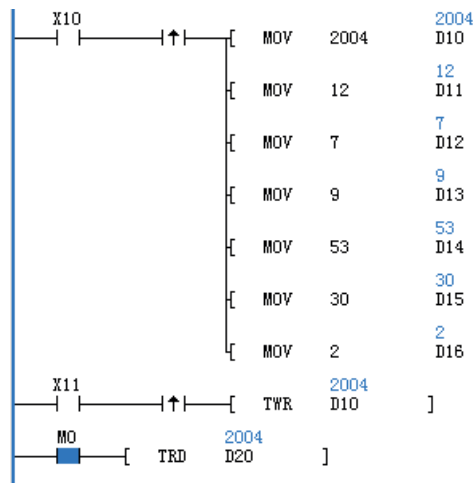 X10 2004
MOV 2004 D10
12
MOV 12 D11
7
MOV 7 D12
9
MOV 9 D13
53
MOV 53 D14
30
MOV 30 D15
2
MOV 2 D16
X11 2004
TWR D10
M0 2004
TRD D20